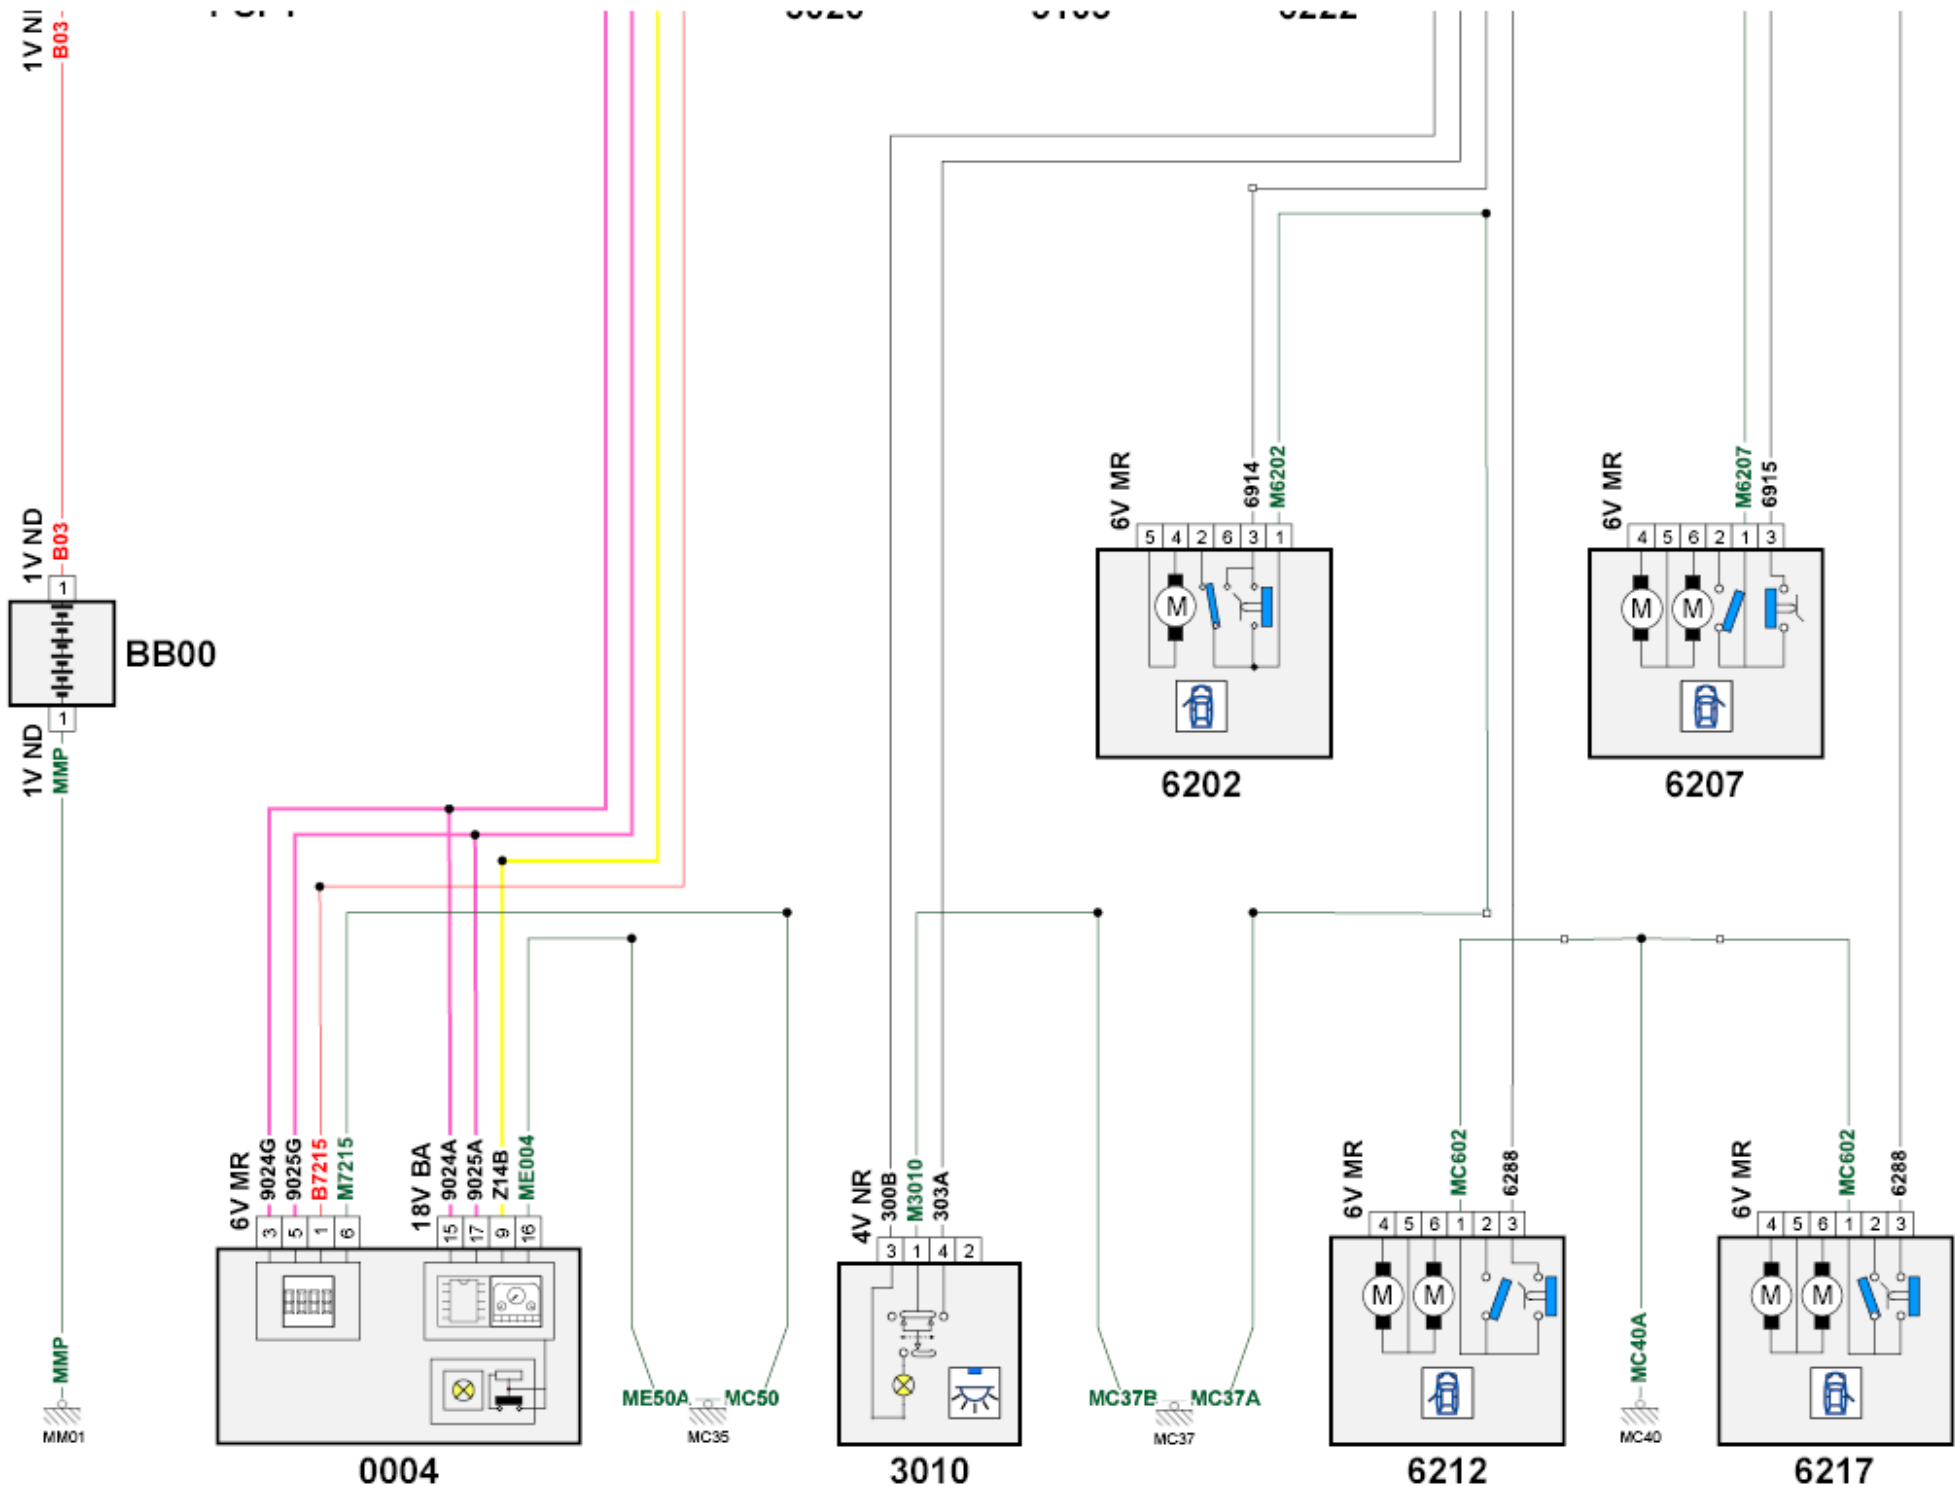 1V N
B03
1V ND
B03
1
BB00
1
1V ND
MMP
MMP
MM01
6V MR
5 4 2 6 3 1
6914
M6202
M
6202
6V MR
4 5 6 2 1 3
M6207
6915
M M
6207
6V MR
9024G
9025G
B7215
M7215
3 5 1 6
18V BA
9024A
9025A
Z14B
ME004
15 17 9 16
0004
ME50A MC50
MC35
4V NR
300B
M3010
303A
3 1 4 2
3010
MC37B MC37A
MC37
6V MR
MC602
6288
4 5 6 1 2 3
M M
6212
MC40A
MC40
6V MR
MC602
6288
4 5 6 1 2 3
M M
6217